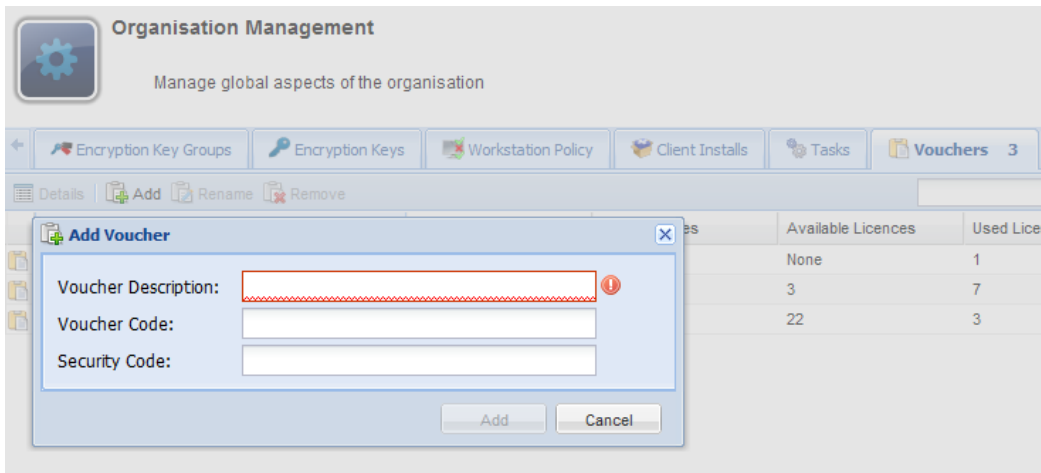 Organisation Management
Manage global aspects of the organisation
Encryption Key Groups Encryption Keys Workstation Policy Client Installs Tasks Vouchers 3
Details Add Rename Remove
Add Voucher
Available Licences Used Lice
None 1
Voucher Description:
3 7
Voucher Code:
22 3
Security Code:
Add Cancel